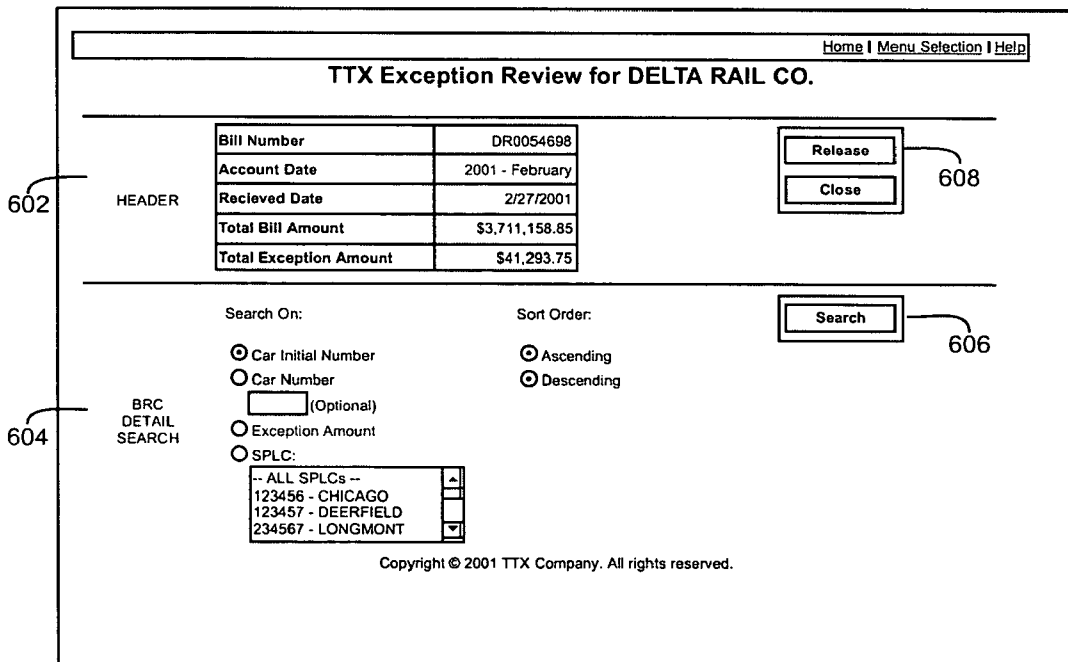 Home | Menu Selection | Help
TTX Exception Review for DELTA RAIL CO.
602
HEADER
Bill Number DR0054698
Account Date 2001 - February
Recieved Date 2/27/2001
Total Bill Amount $3,711,158.85
Total Exception Amount $41,293.75
Release
Close
608
Search On:
Sort Order:
Search
606
Car Initial Number
Ascending
Car Number
Descending
(Optional)
604
BRC
DETAIL
SEARCH
Exception Amount
SPLC:
-- ALL SPLCs --
123456 - CHICAGO
123457 - DEERFIELD
234567 - LONGMONT
Copyright © 2001 TTX Company. All rights reserved.